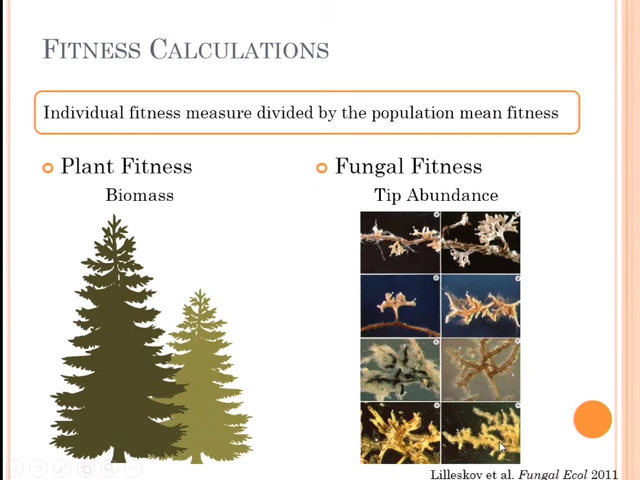 FITNESS CALCULATIONS
Individual fitness measure divided by the population mean fitness
Plant Fitness
Biomass
Fungal Fitness
Tip Abundance
Lilleskov et al. Fungal Ecol 2011